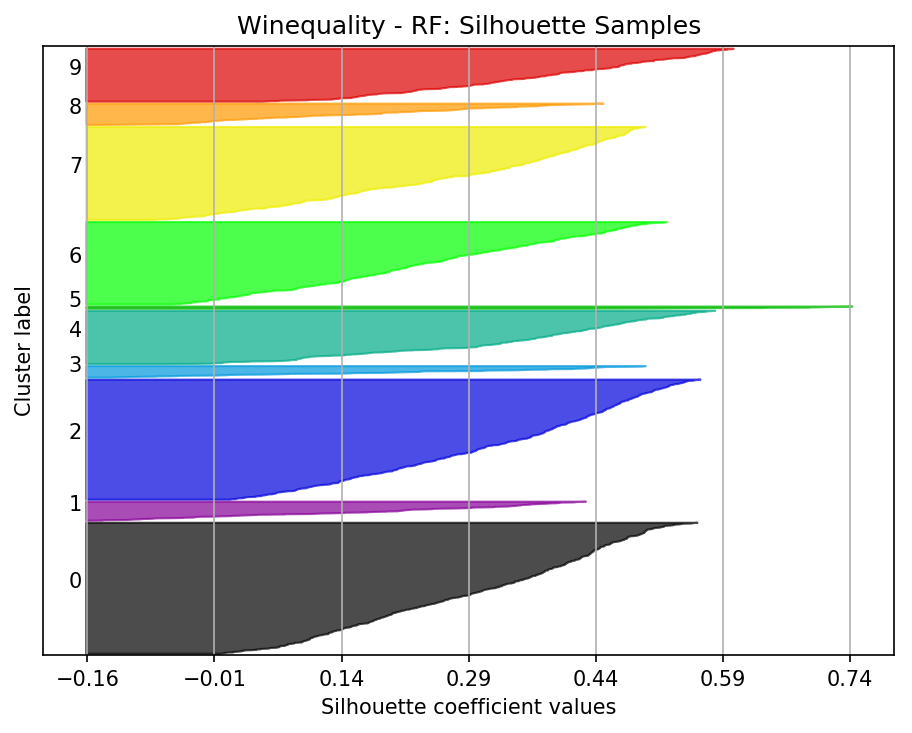 Winequality - RF: Silhouette Samples
9
8
7
6
5
4
3
2
1
0
Cluster label
−0.16 −0.01 0.14 0.29 0.44 0.59 0.74
Silhouette coefficient values